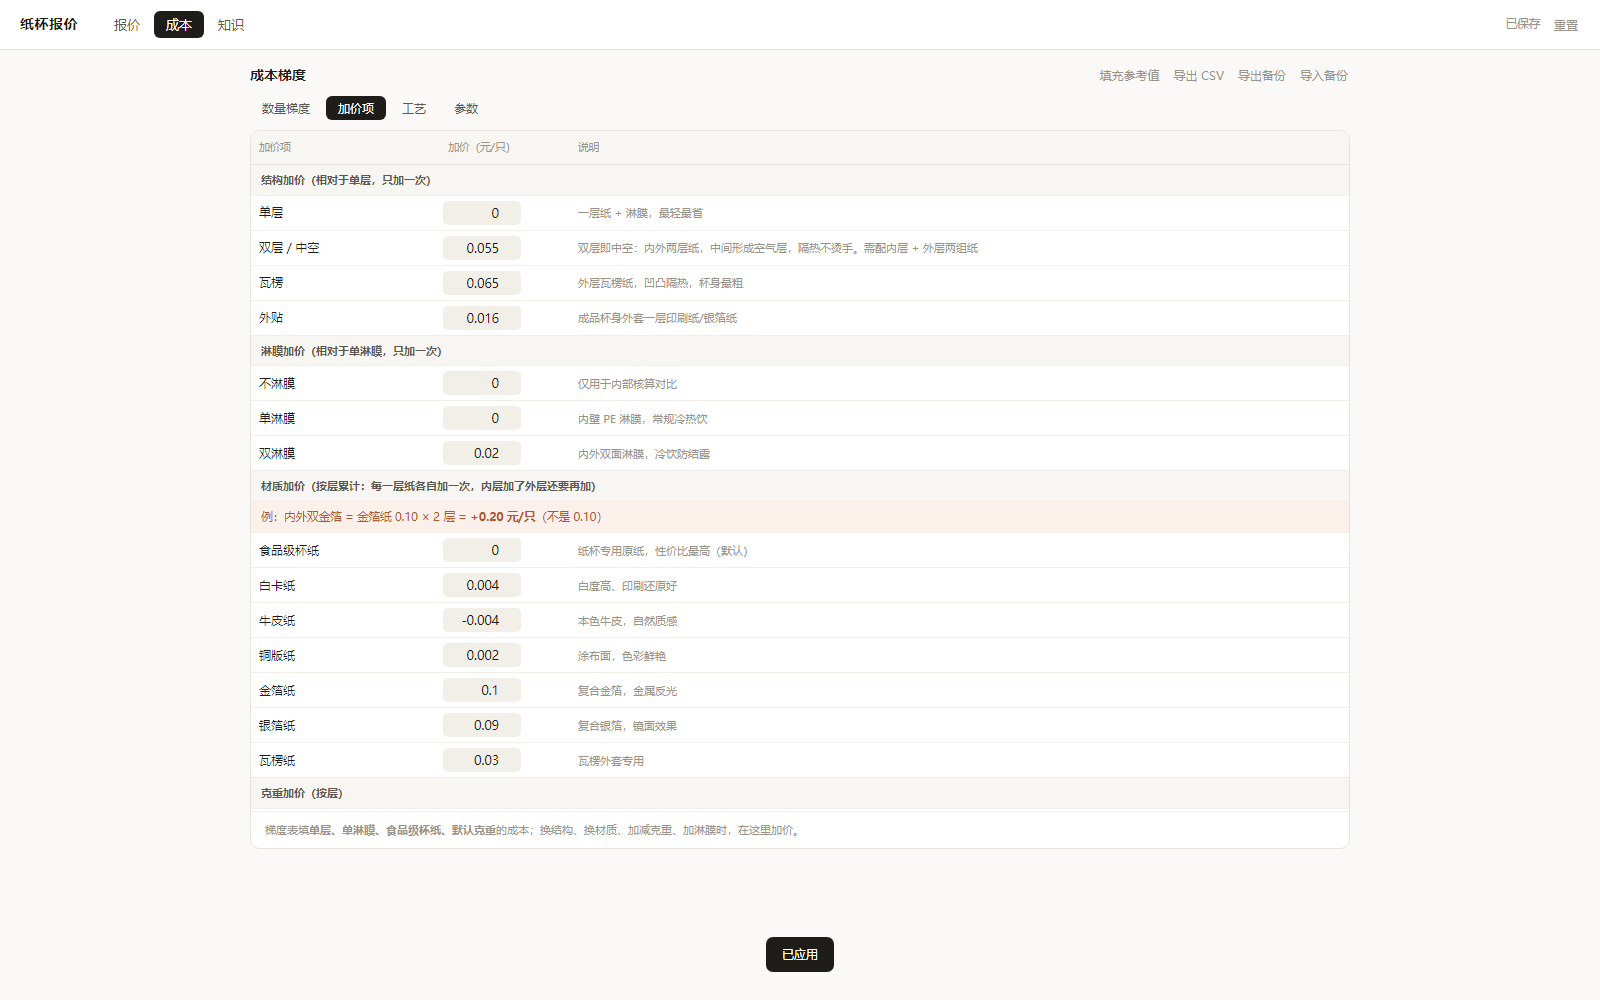 纸杯报价 报价 成本 知识 已保存 重置
成本梯度 填充参考值 导出 CSV 导出备份 导入备份
数量梯度 加价项 工艺 参数
加价项 加价（元/只） 说明
结构加价（相对于单层，只加一次）
单层 0 一层纸 + 淋膜，最轻最省
双层 / 中空 0.055 双层即中空：内外两层纸，中间形成空气层，隔热不烫手。需配内层 + 外层两组纸
瓦楞 0.065 外层瓦楞纸，凹凸隔热，杯身最粗
外贴 0.016 成品杯身外套一层印刷纸/银箔纸
淋膜加价（相对于单淋膜，只加一次）
不淋膜 0 仅用于内部核算对比
单淋膜 0 内壁 PE 淋膜，常规冷热饮
双淋膜 0.02 内外双面淋膜，冷饮防结露
材质加价（按层累计：每一层纸各自加一次，内层加了外层还要再加）
例：内外双金箔 = 金箔纸 0.10 × 2 层 = +0.20 元/只（不是 0.10）
食品级杯纸 0 纸杯专用原纸，性价比最高（默认）
白卡纸 0.004 白度高、印刷还原好
牛皮纸 -0.004 本色牛皮，自然质感
铜版纸 0.002 涂布面，色彩鲜艳
金箔纸 0.1 复合金箔，金属反光
银箔纸 0.09 复合银箔，镜面效果
瓦楞纸 0.03 瓦楞外套专用
克重加价（按层）
梯度表填单层、单淋膜、食品级杯纸、默认克重的成本；换结构、换材质、加减克重、加淋膜时，在这里加价。
已应用